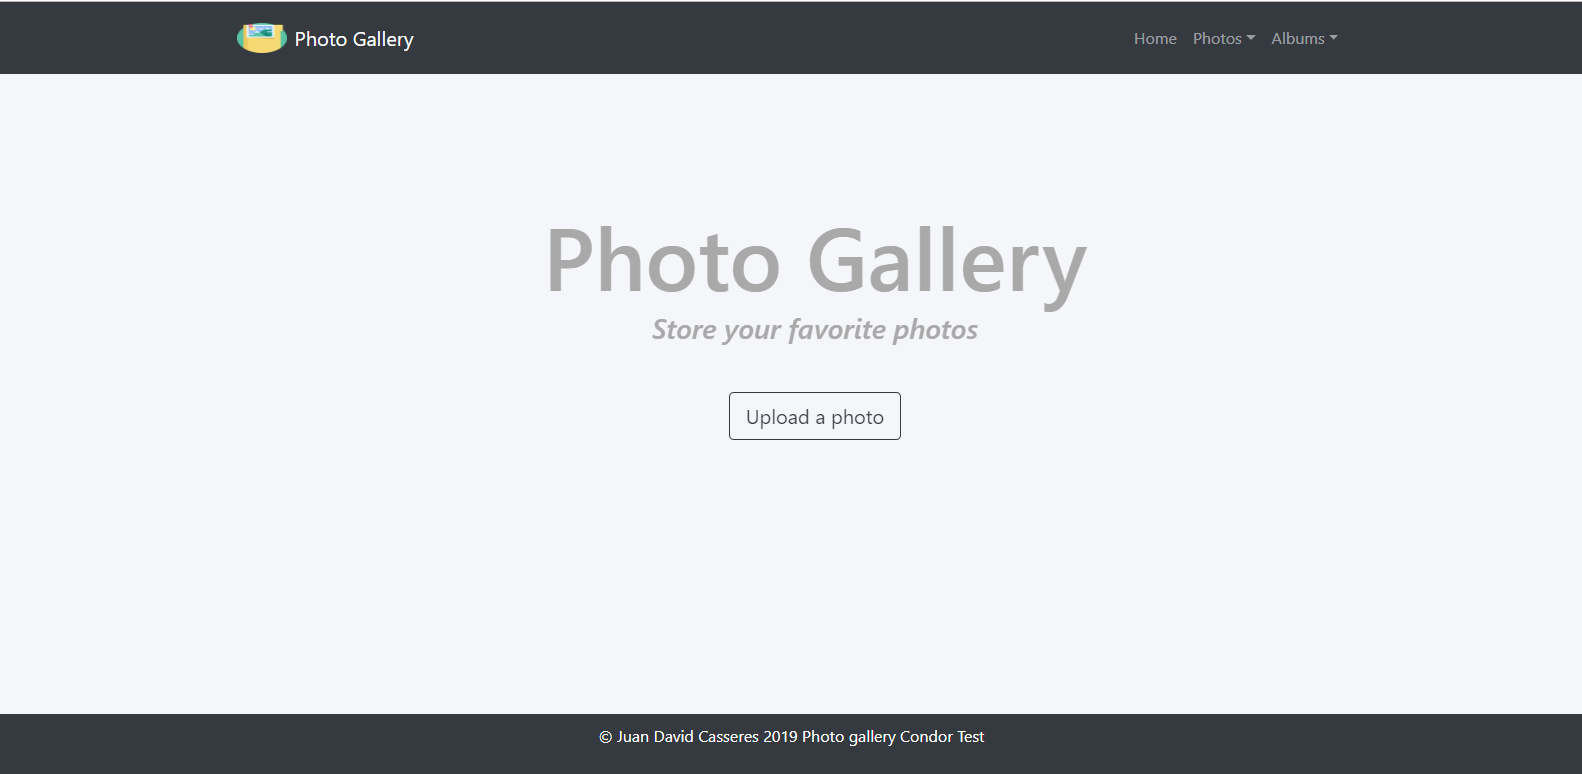 Photo Gallery
Home Photos Albums
Photo Gallery
Store your favorite photos
Upload a photo
© Juan David Casseres 2019 Photo gallery Condor Test